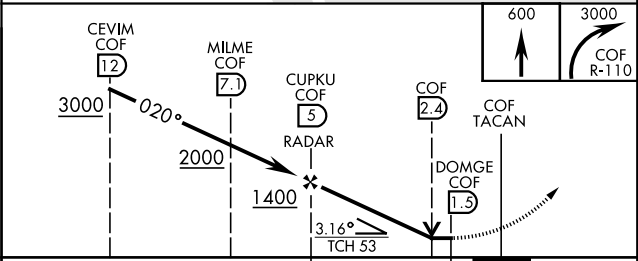 CEVIM
COF
12
3000
020°
MILME
COF
7.1
2000
CUPKU
COF
5
RADAR
1400
3.16°
TCH 53
COF
2.4
DOMGE
COF
1.5
COF
TACAN
600
3000
COF
R-110